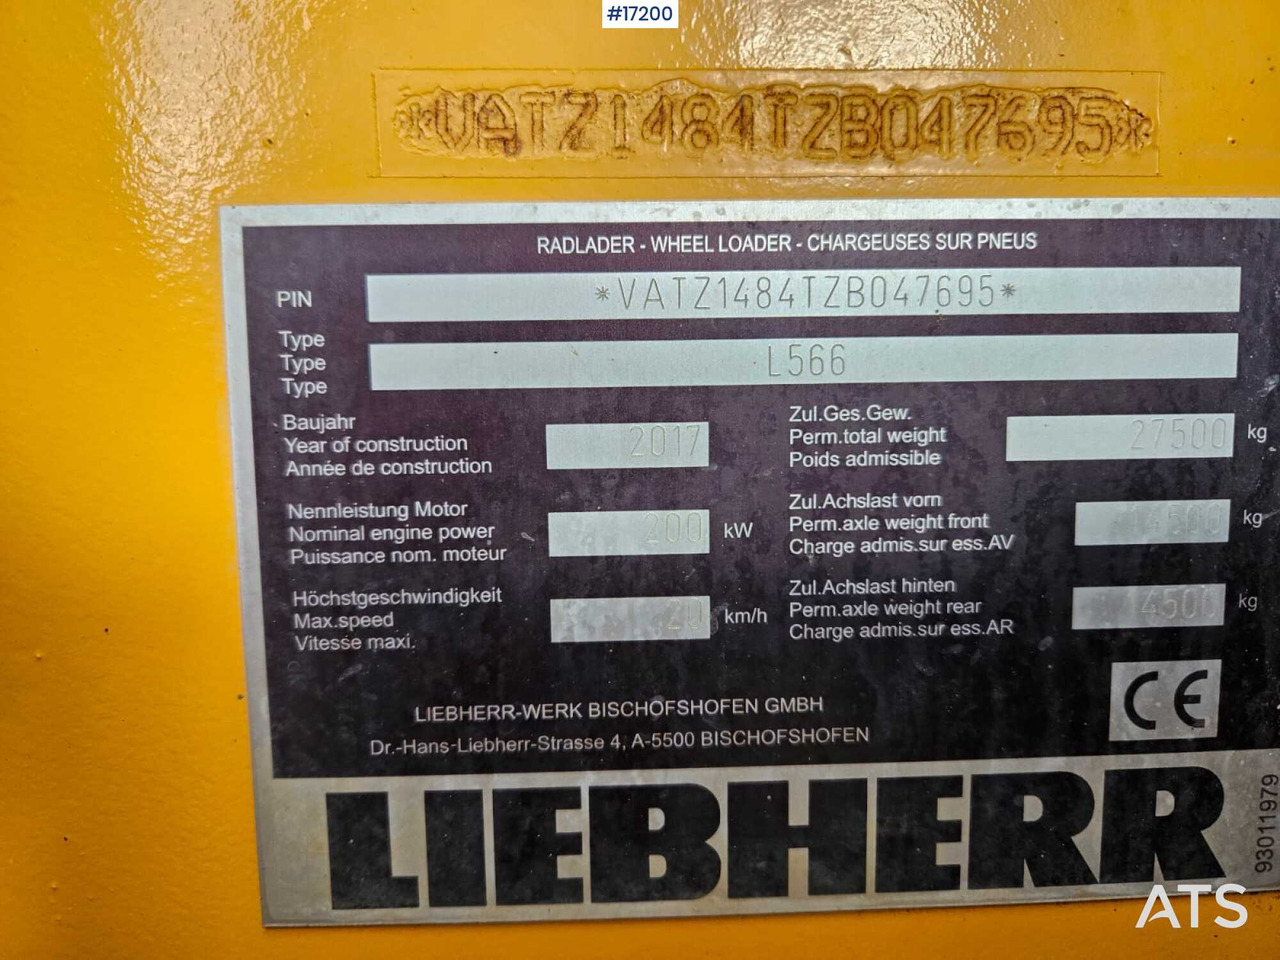 #17200
*VATZ1484TZB047695*
RADLADER - WHEEL LOADER - CHARGEUSES SUR PNEUS
PIN *VATZ1484TZB047695*
Type
Type L566
Type
Baujahr
Year of construction 2017
Année de construction
Zul.Ges.Gew.
Perm.total weight 27500 kg
Poids admissible
Nennleistung Motor
Nominal engine power 200 kW
Puissance nom. moteur
Zul.Achslast vorn
Perm.axle weight front 14500 kg
Charge admis.sur ess.AV
Höchstgeschwindigkeit
Max.speed 20 km/h
Vitesse maxi.
Zul.Achslast hinten
Perm.axle weight rear 14500 kg
Charge admis.sur ess.AR
CE
LIEBHERR-WERK BISCHOFSHOFEN GMBH
Dr.-Hans-Liebherr-Strasse 4, A-5500 BISCHOFSHOFEN
LIEBHERR
93011979
ATS